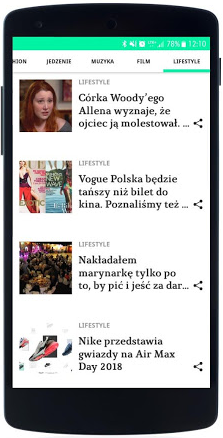 78% 12:10
HION JEDZENIE MUZYKA FILM LIFESTYLE
LIFESTYLE
Córka Woody'ego
Allena wyznaje, że
ojciec ją molestował. ...
LIFESTYLE
Vogue Polska będzie
tańszy niż bilet do
kina. Poznaliśmy też ...
LIFESTYLE
Nakładałem
marynarkę tylko po
to, by pić i jeść za dar...
LIFESTYLE
Nike przedstawia
gwiazdy na Air Max
Day 2018